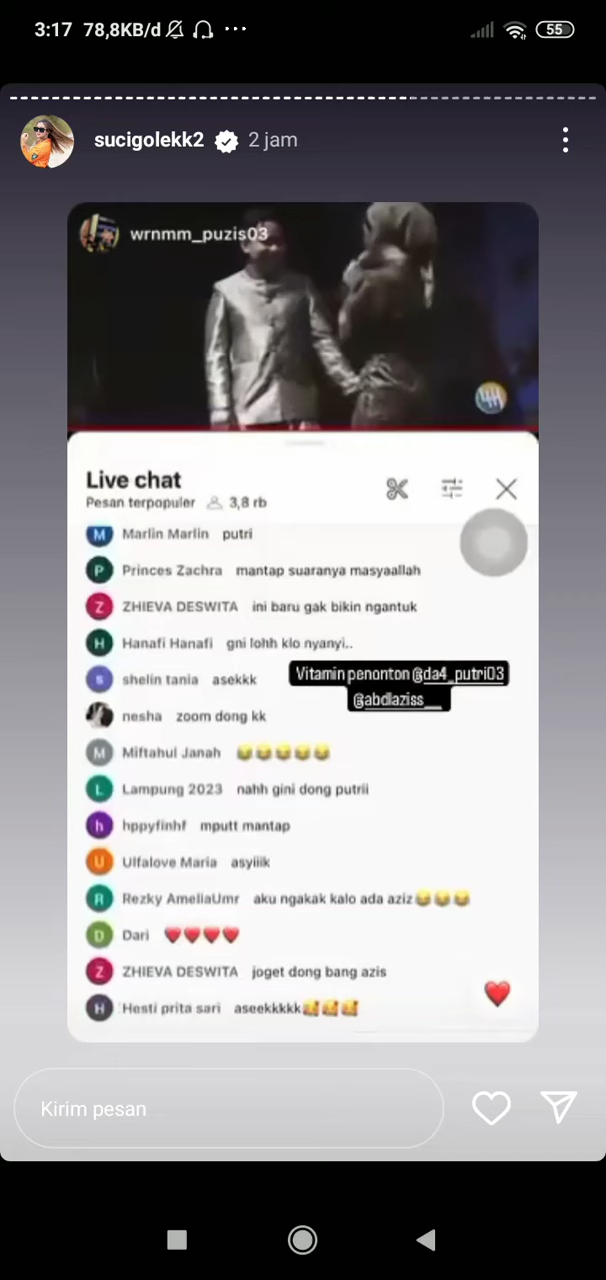 3:17 78,8KB/d ... 55
sucigolekk2 2 jam
wrnmm_puzis03
Live chat
Pesan terpopuler 3,8 rb
M Marlin Marlin putri
P Princes Zachra mantap suaranya masyaallah
Z ZHIEVA DESWITA ini baru gak bikin ngantuk
H Hanafi Hanafi gni lohh klo nyanyi..
s shelin tania asekkk
Vitamin penonton @da4_putri03
@abdlaziss__
nesha zoom dong kk
M Miftahul Janah 😂😂😂😂😂
L Lampung 2023 nahh gini dong putrii
h hppyfinhf mputt mantap
U Ulfalove Maria asyiiik
R Rezky AmeliaUmr aku ngakak kalo ada aziz😂😂😂
D Dari ❤️❤️❤️❤️
Z ZHIEVA DESWITA joget dong bang azis
H Hesti prita sari aseekkkkk🥰🥰🥰
Kirim pesan